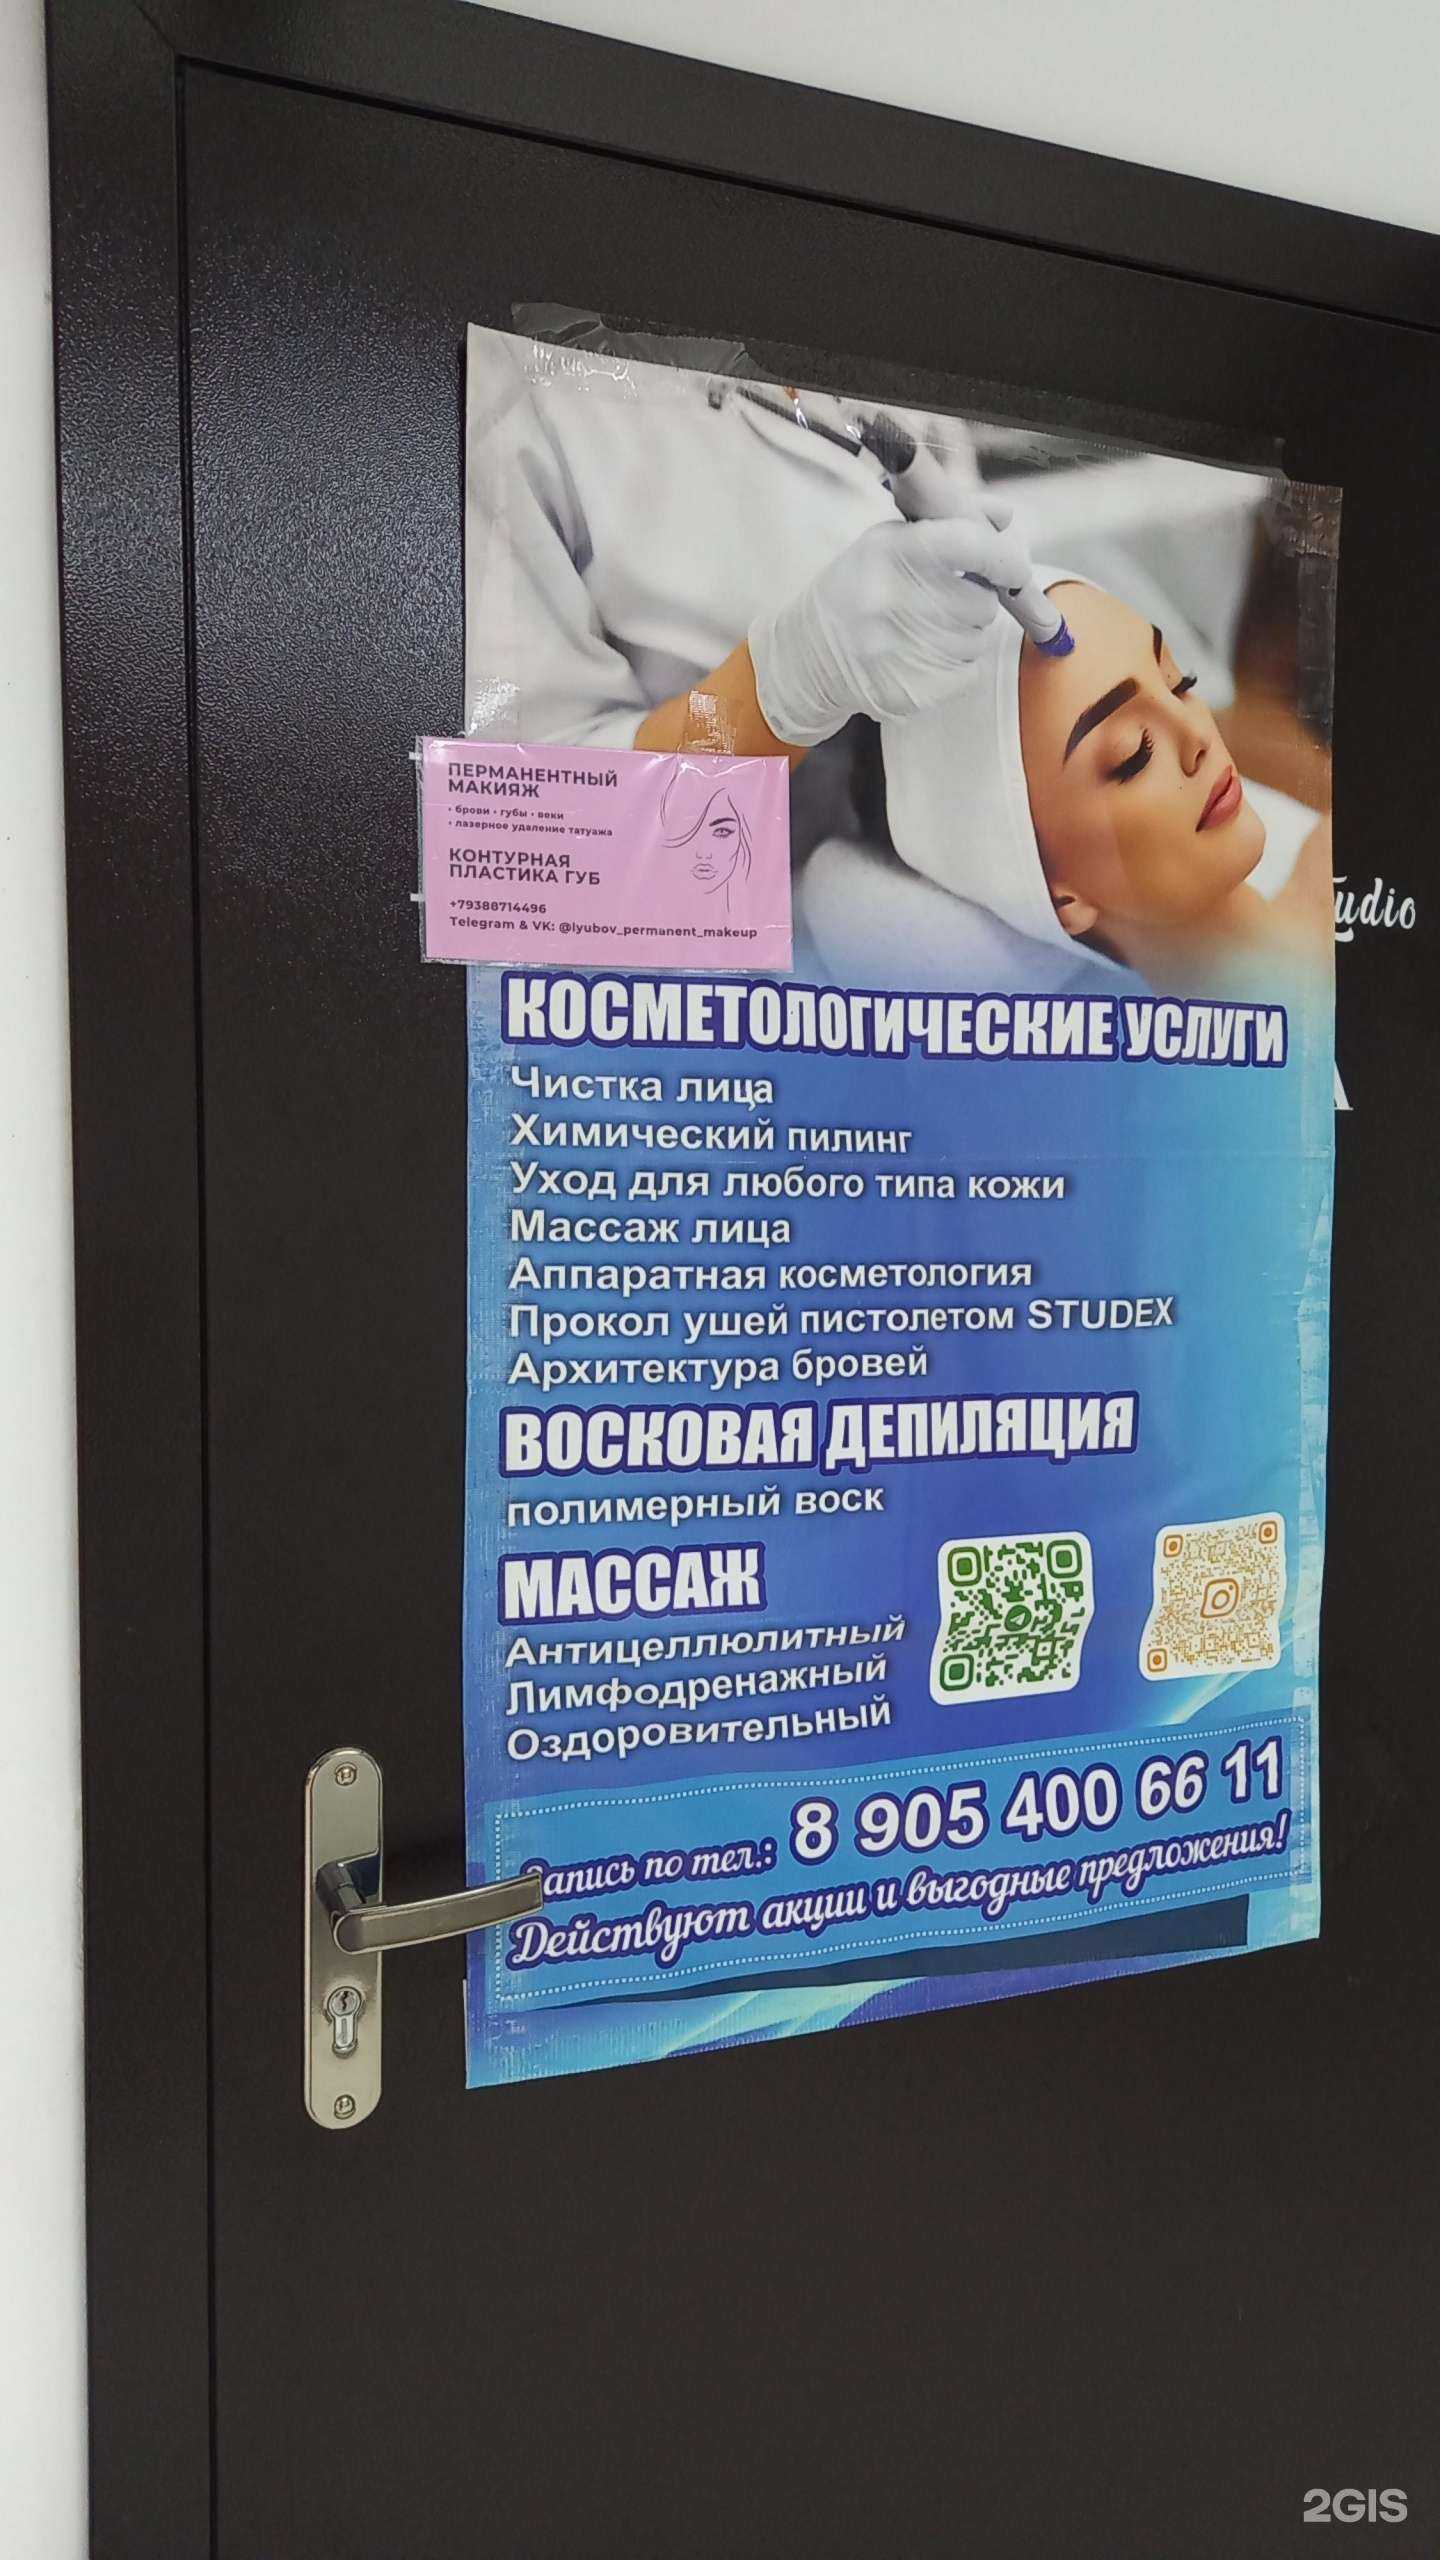 ПЕРМАНЕНТНЫЙ
МАКИЯЖ
• брови • губы • веки
• лазерное удаление татуажа
КОНТУРНАЯ
ПЛАСТИКА ГУБ
+79388714496
Telegram & VK: @lyubov_permanent_makeup
КОСМЕТОЛОГИЧЕСКИЕ УСЛУГИ
Чистка лица
Химический пилинг
Уход для любого типа кожи
Массаж лица
Аппаратная косметология
Прокол ушей пистолетом STUDEX
Архитектура бровей
ВОСКОВАЯ ДЕПИЛЯЦИЯ
полимерный воск
МАССАЖ
Антицеллюлитный
Лимфодренажный
Оздоровительный
Запись по тел.: 8 905 400 66 11
Действуют акции и выгодные предложения!
2GIS